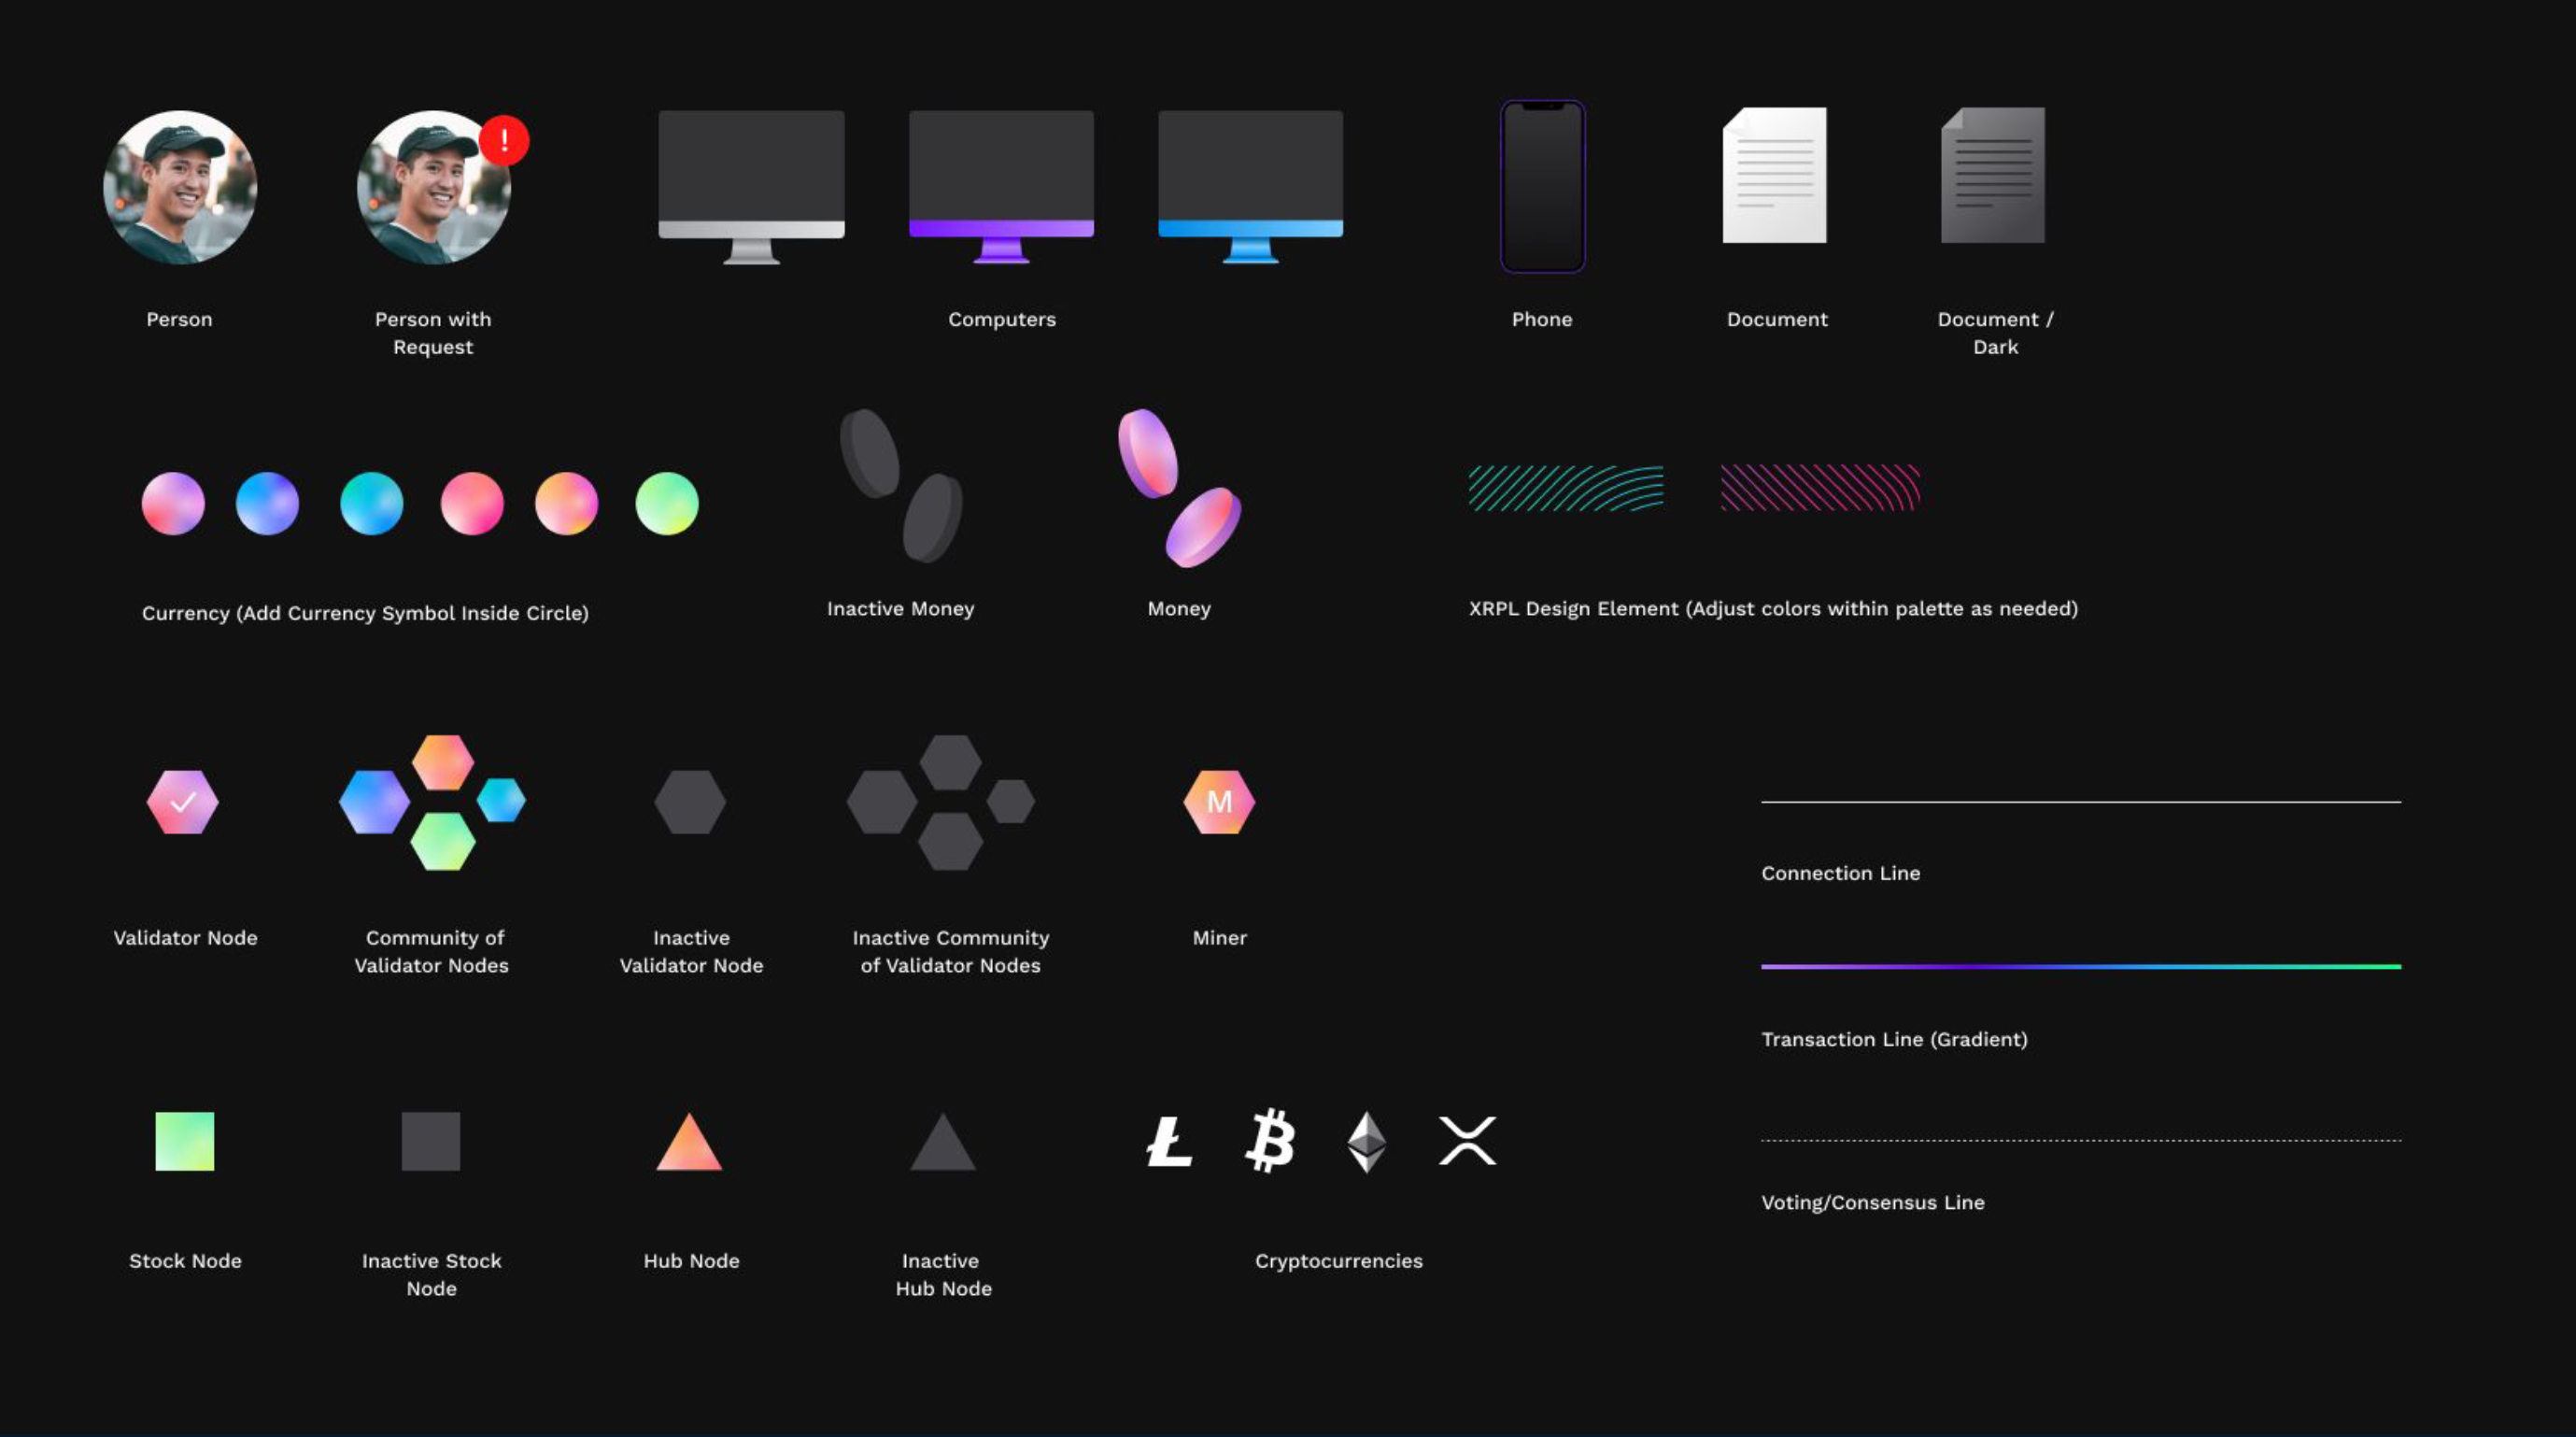 !
Person
Person with
Request
Computers
Phone
Document
Document /
Dark
Currency (Add Currency Symbol Inside Circle)
Inactive Money
Money
XRPL Design Element (Adjust colors within palette as needed)
M
Validator Node
Community of
Validator Nodes
Inactive
Validator Node
Inactive Community
of Validator Nodes
Miner
Connection Line
Transaction Line (Gradient)
Voting/Consensus Line
Stock Node
Inactive Stock
Node
Hub Node
Inactive
Hub Node
Cryptocurrencies